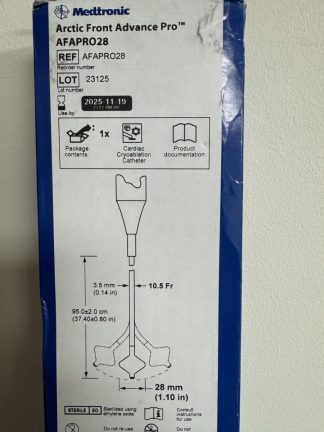 Medtronic
Arctic Front Advance Pro™
AFAPRO28
REF AFAPRO28
Reorder number
LOT 23125
Lot number
2025-11-19
Use-by
1x
Package contents:
Cardiac Cryoablation Catheter
Product documentation
3.5 mm
(0.14 in)
10.5 Fr
95.0±2.0 cm
(37.40±0.80 in)
28 mm
(1.10 in)
STERILE EO
Sterilized using ethylene oxide
Consult instructions for use
Do not re-use
Do not